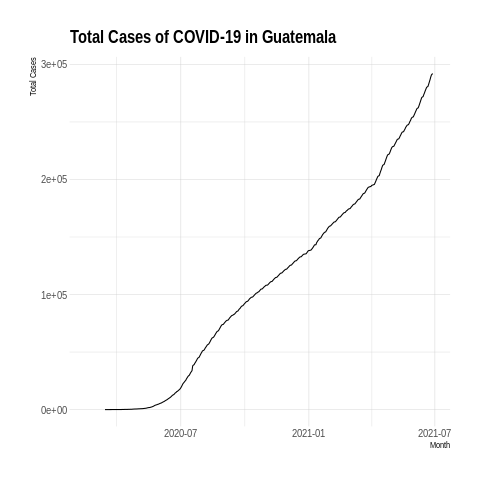 Total Cases of COVID-19 in Guatemala
Total Cases
3e+05
2e+05
1e+05
0e+00
2020-07 2021-01 2021-07
Month